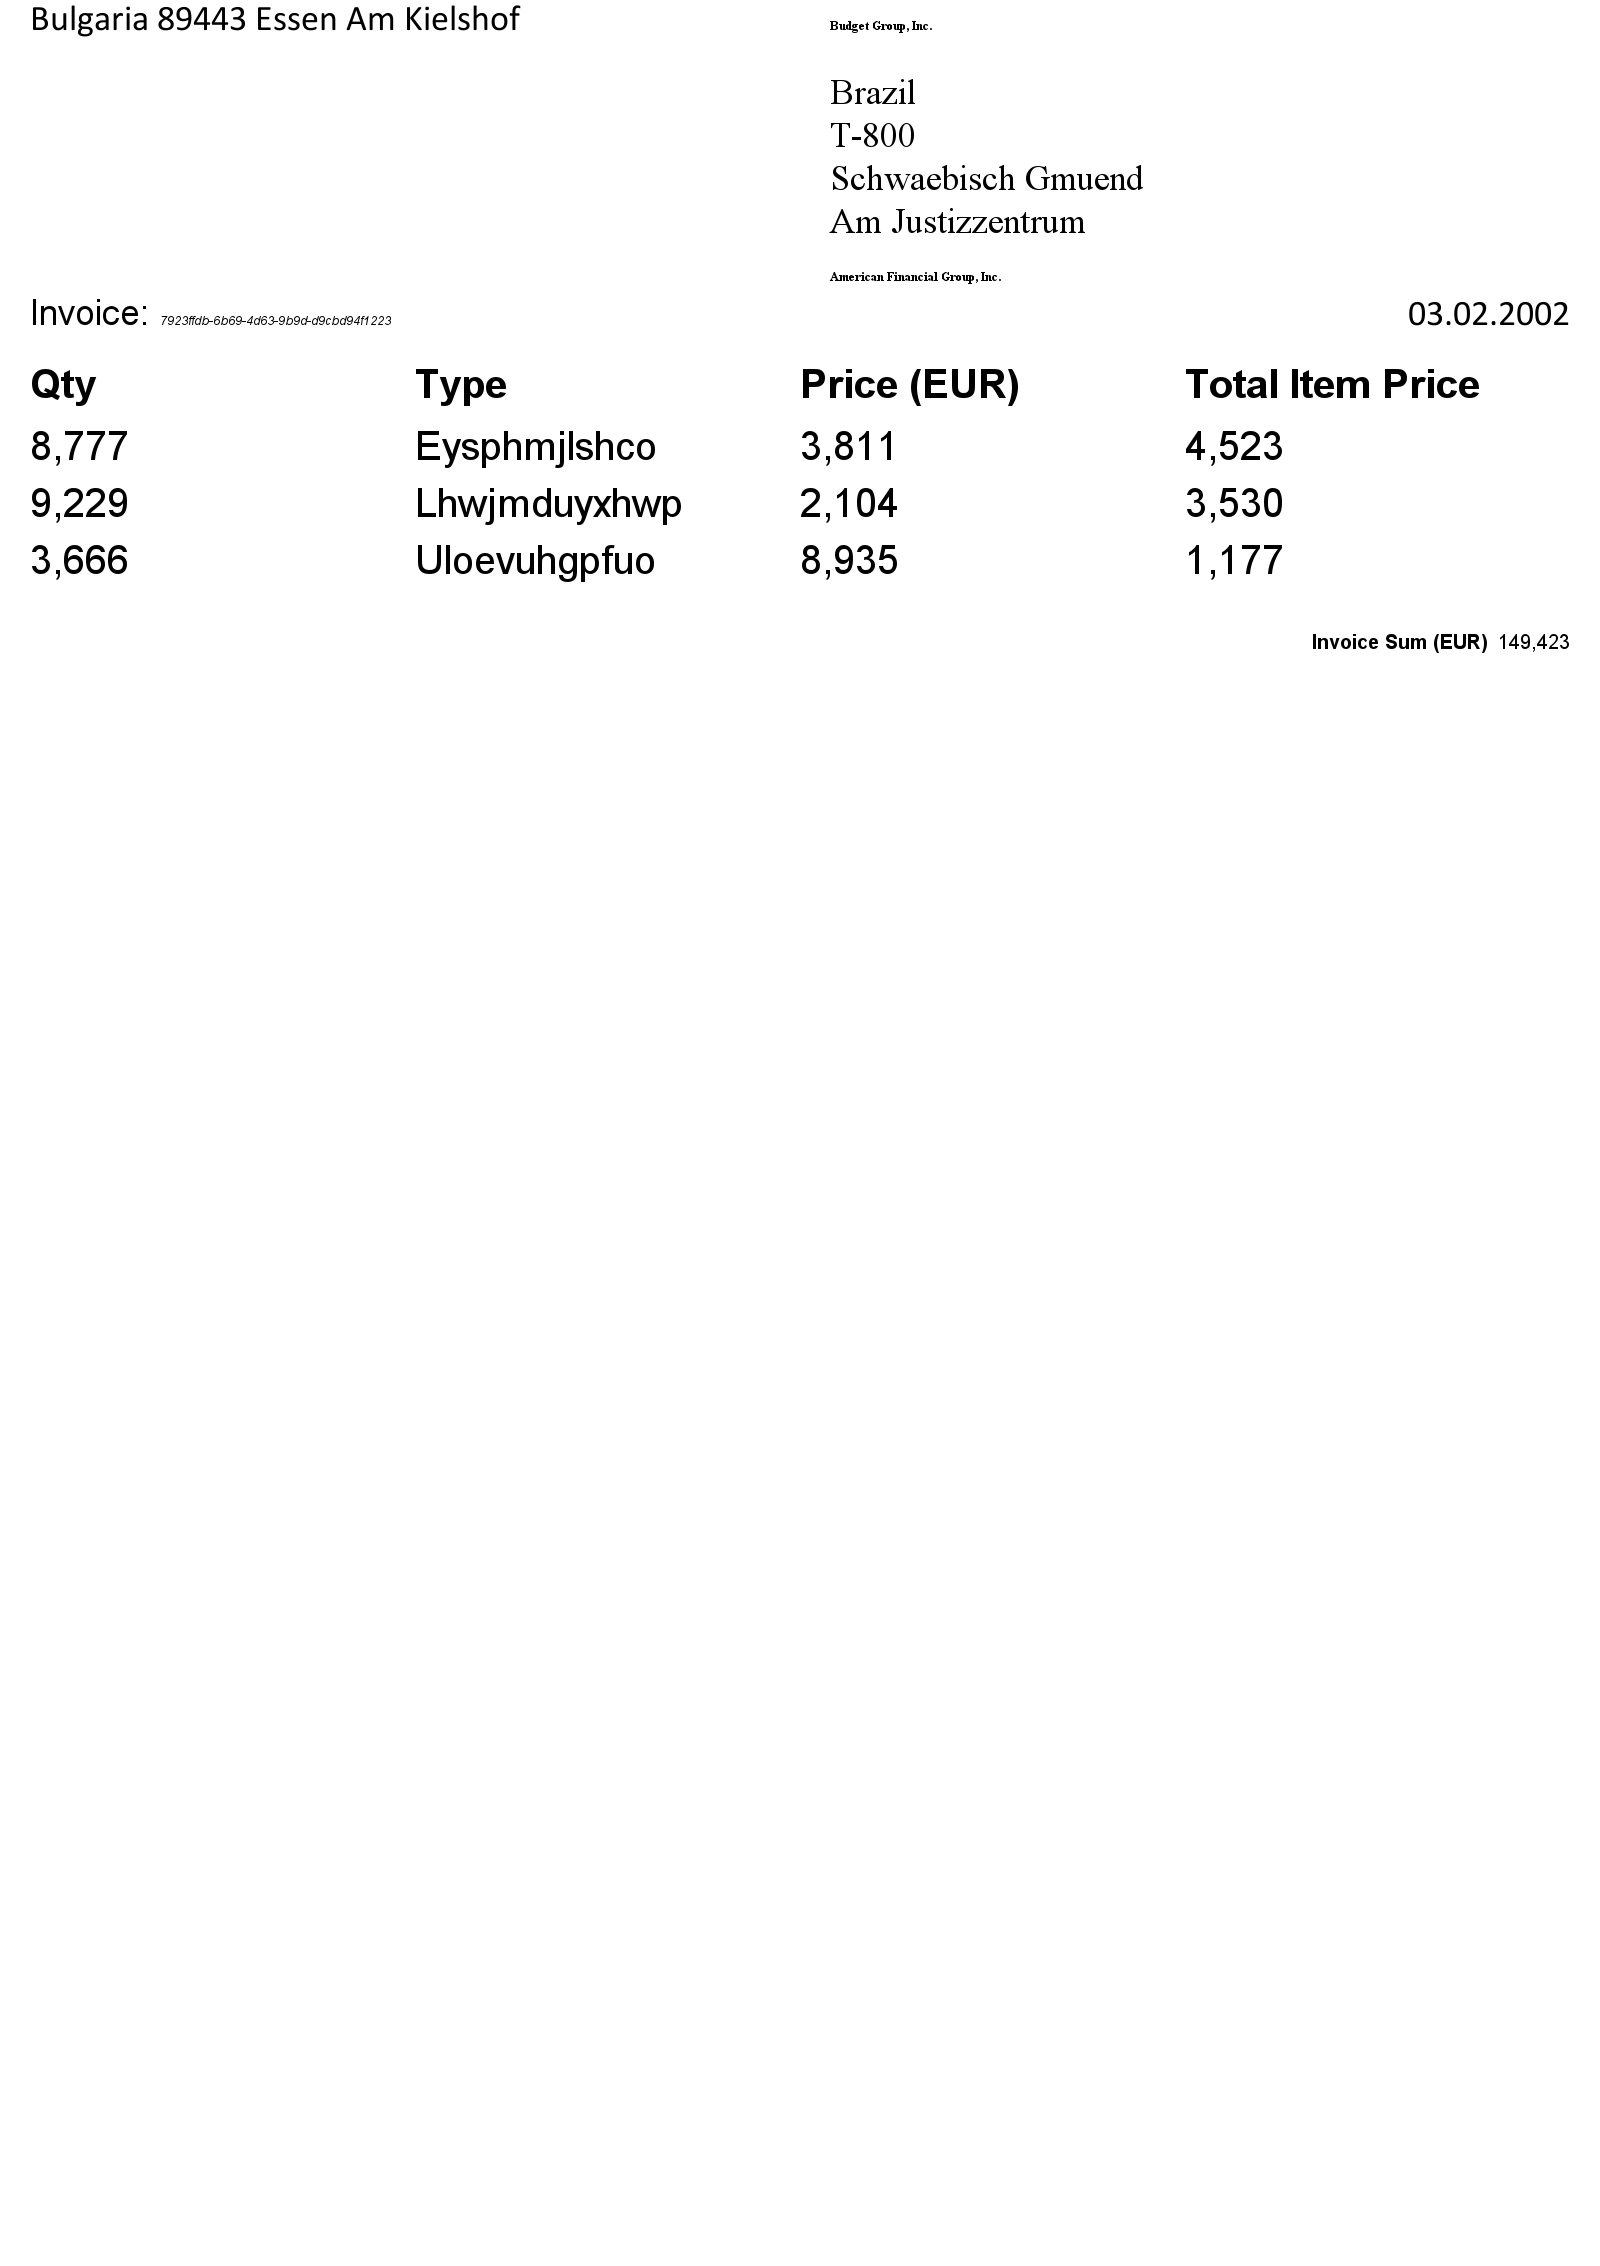 Bulgaria 89443 Essen Am Kielshof
Budget Group, Inc.
Brazil
T-800
Schwaebisch Gmuend
Am Justizzentrum
American Financial Group, Inc.
Invoice: 7923ffdb-6b69-4d63-9b9d-d9cbd94f1223 03.02.2002
Qty Type Price (EUR) Total Item Price
8,777 Eysphmjlshco 3,811 4,523
9,229 Lhwjmduyxhwp 2,104 3,530
3,666 Uloevuhgpfuo 8,935 1,177
Invoice Sum (EUR) 149,423